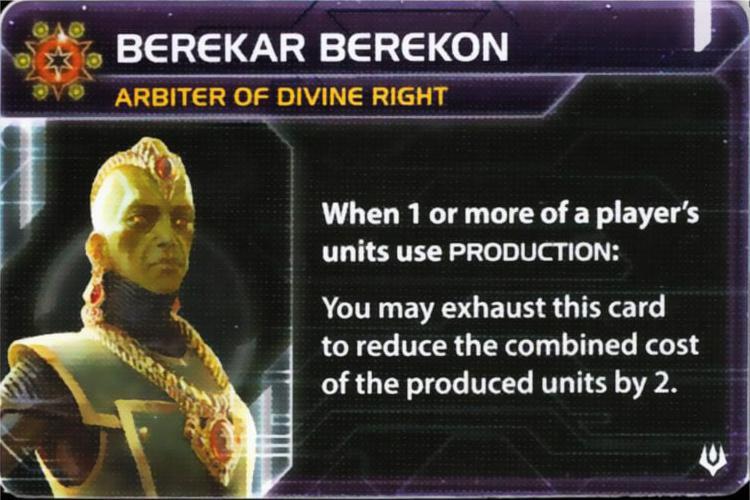 BEREKAR BEREKON
ARBITER OF DIVINE RIGHT
When 1 or more of a player's
units use PRODUCTION:
You may exhaust this card
to reduce the combined cost
of the produced units by 2.